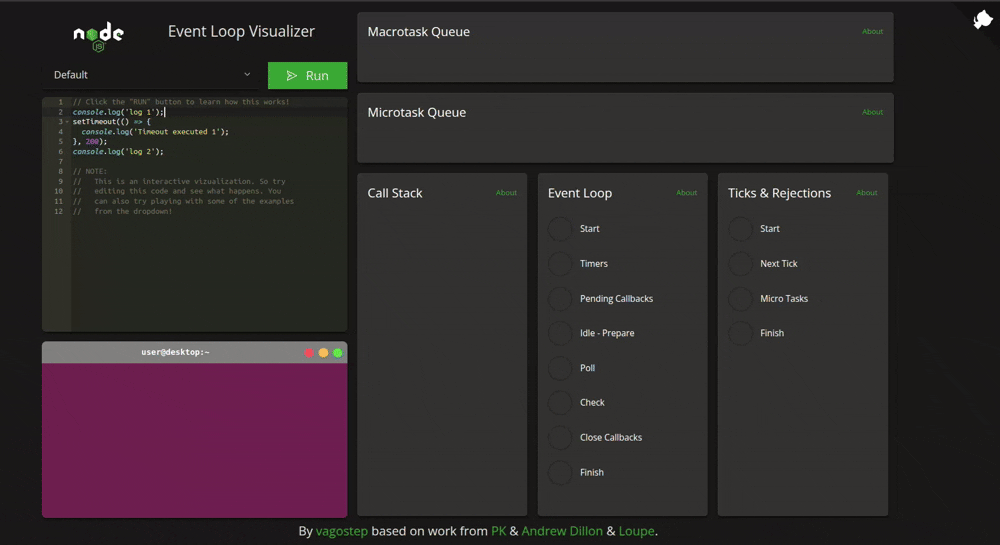 node
JS
Event Loop Visualizer
Default
Run
1 // Click the "RUN" button to learn how this works!
2 console.log('log 1');
3 setTimeout(() => {
4 console.log('Timeout executed 1');
5 }, 200);
6 console.log('log 2');
7
8 // NOTE:
9 // This is an interactive vizualization. So try
10 // editing this code and see what happens. You
11 // can also try playing with some of the examples
12 // from the dropdown!
user@desktop:~
Macrotask Queue
About
Microtask Queue
About
Call Stack
About
Event Loop
About
Start
Timers
Pending Callbacks
Idle - Prepare
Poll
Check
Close Callbacks
Finish
Ticks & Rejections
About
Start
Next Tick
Micro Tasks
Finish
By vagostep based on work from PK & Andrew Dillon & Loupe.